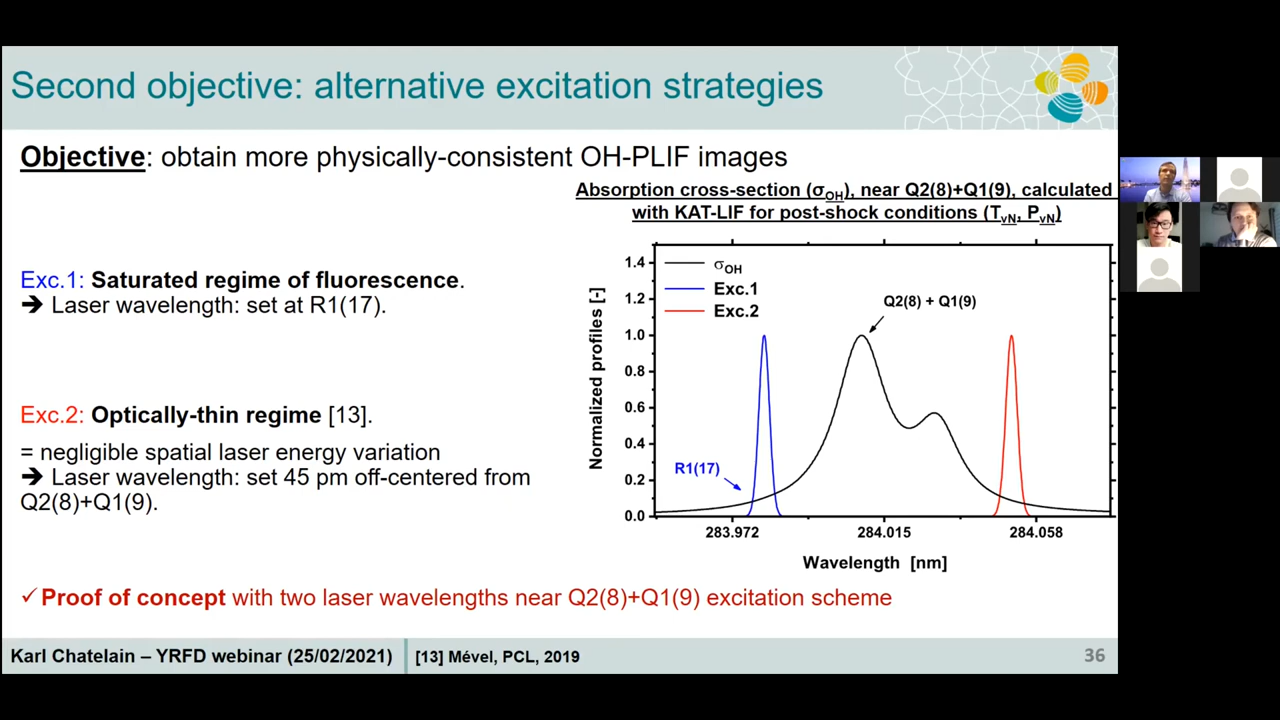 Second objective: alternative excitation strategies
Objective: obtain more physically-consistent OH-PLIF images
Absorption cross-section (σOH), near Q2(8)+Q1(9), calculated
with KAT-LIF for post-shock conditions (TvN, PvN)
Exc.1: Saturated regime of fluorescence.
➔ Laser wavelength: set at R1(17).
Exc.2: Optically-thin regime [13].
= negligible spatial laser energy variation
➔ Laser wavelength: set 45 pm off-centered from
Q2(8)+Q1(9).
Normalized profiles [-]
1.4
1.2
1.0
0.8
0.6
0.4
0.2
0.0
σOH
Exc.1
Exc.2
Q2(8) + Q1(9)
R1(17)
283.972
284.015
284.058
Wavelength [nm]
✓ Proof of concept with two laser wavelengths near Q2(8)+Q1(9) excitation scheme
Karl Chatelain – YRFD webinar (25/02/2021)
[13] Mével, PCL, 2019
36